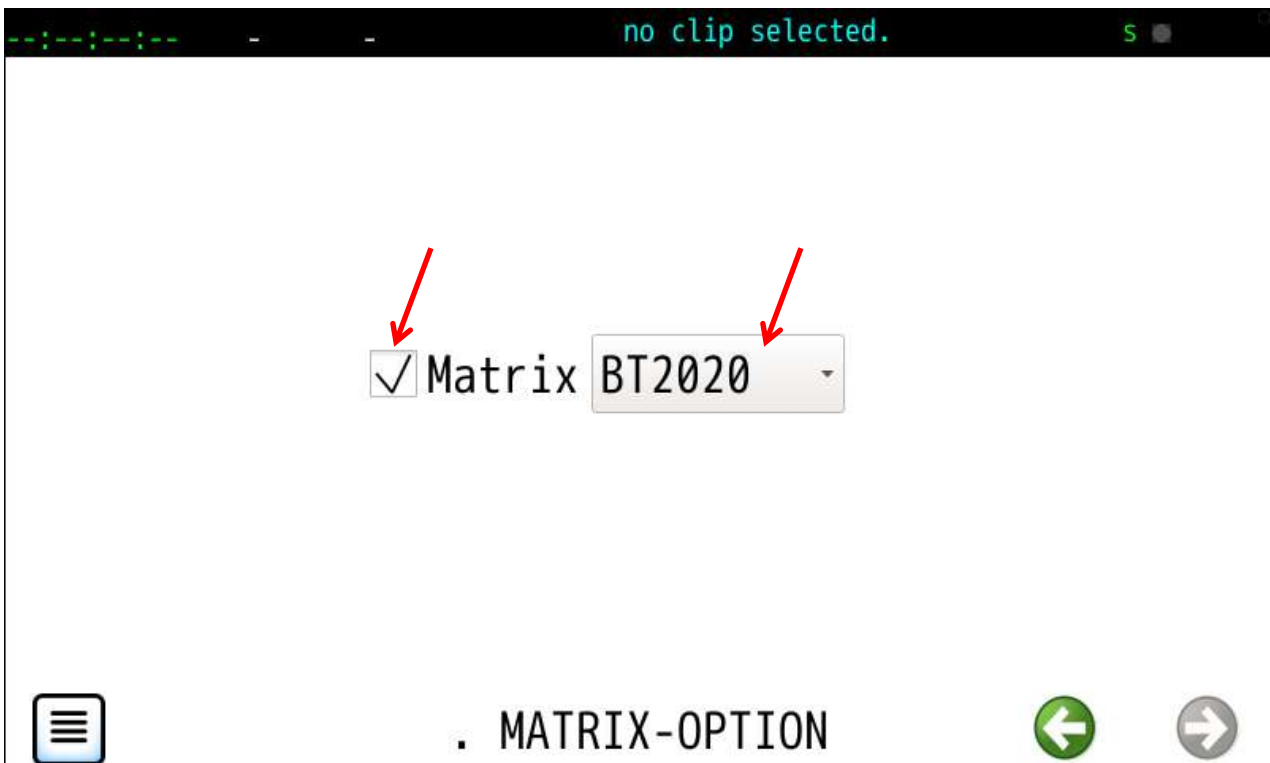 --:--:--:-- - - no clip selected. S
Matrix BT2020
. MATRIX-OPTION